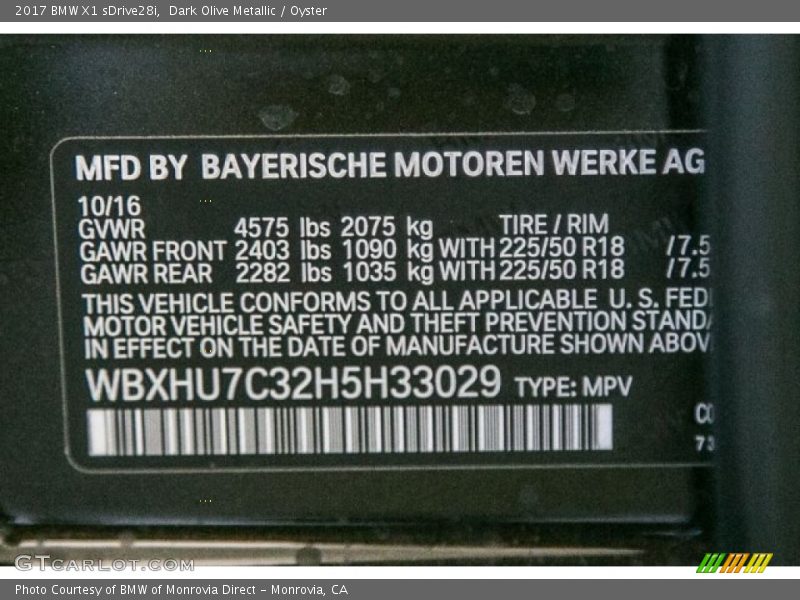 2017 BMW X1 sDrive28i,  Dark Olive Metallic / Oyster
MFD BY BAYERISCHE MOTOREN WERKE AG
10/16
GVWR 4575 lbs 2075 kg TIRE / RIM
GAWR FRONT 2403 lbs 1090 kg WITH 225/50 R18 /7.5
GAWR REAR 2282 lbs 1035 kg WITH 225/50 R18 /7.5
THIS VEHICLE CONFORMS TO ALL APPLICABLE U. S. FED
MOTOR VEHICLE SAFETY AND THEFT PREVENTION STANDA
IN EFFECT ON THE DATE OF MANUFACTURE SHOWN ABOV
WBXHU7C32H5H33029 TYPE: MPV
CO
73
GTCARLOT.COM
Photo Courtesy of BMW of Monrovia Direct - Monrovia, CA